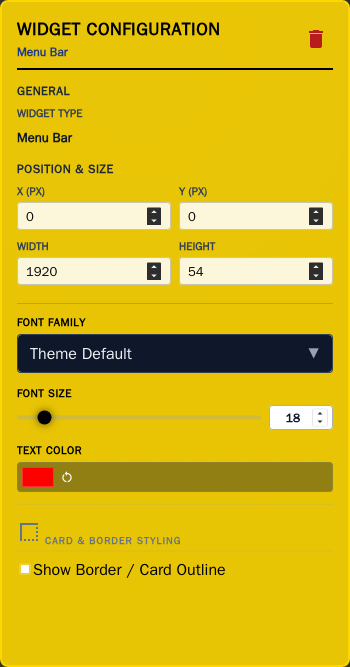 WIDGET CONFIGURATION
Menu Bar
GENERAL
WIDGET TYPE
Menu Bar
POSITION & SIZE
X (PX) Y (PX)
0 0
WIDTH HEIGHT
1920 54
FONT FAMILY
Theme Default
FONT SIZE
18
TEXT COLOR
CARD & BORDER STYLING
Show Border / Card Outline